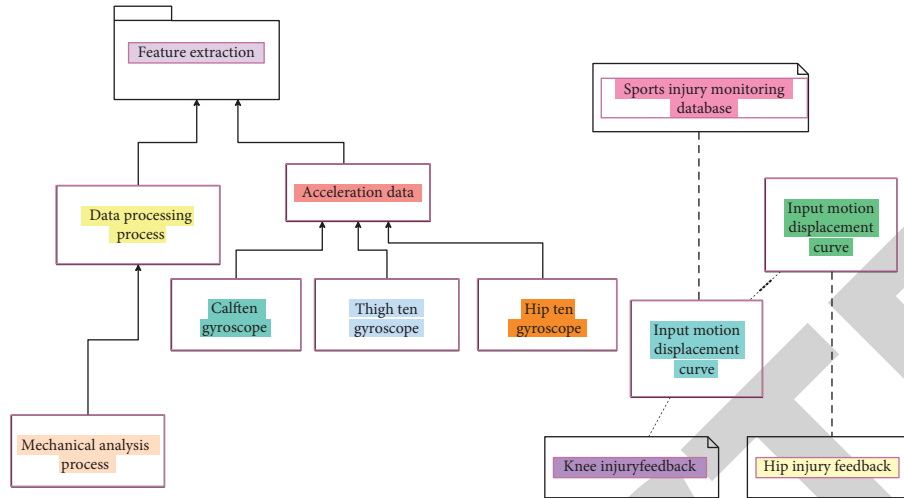 Feature extraction
Sports injury monitoring
database
Data processing
process
Acceleration data
Input motion
displacement
curve
Calften
gyroscope
Thigh ten
gyroscope
Hip ten
gyroscope
Input motion
displacement
curve
Mechanical analysis
process
Knee injuryfeedback
Hip injury feedback